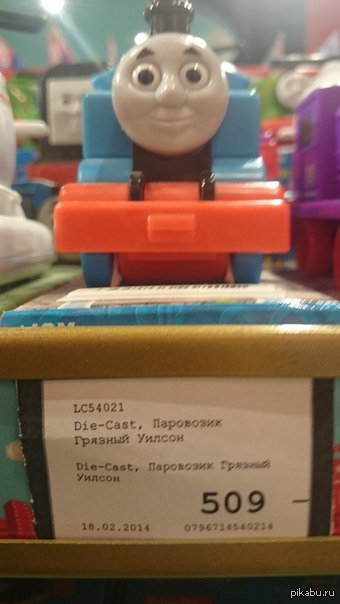 LC54021
Die-Cast, Паровозик
Грязный Уилсон
Die-Cast, Паровозик Грязный
Уилсон
509 –
18.02.2014 0796714540214
pikabu.ru